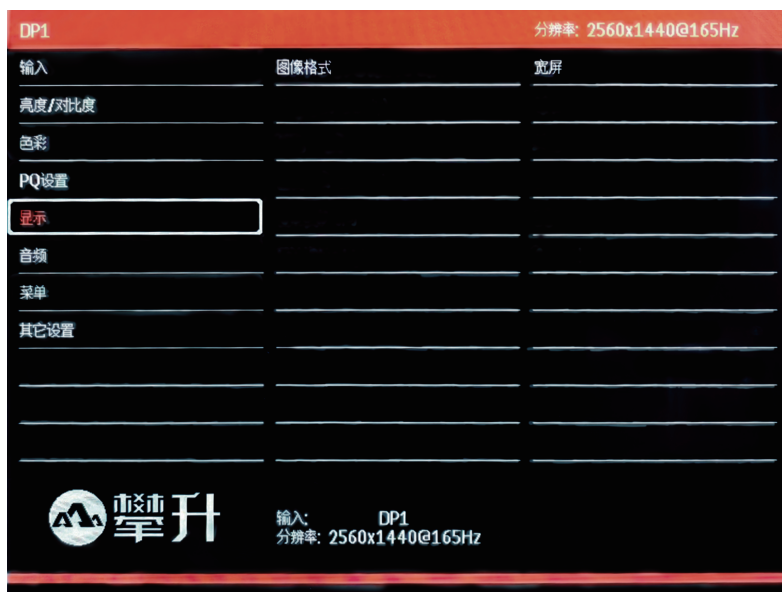 DP1 分辨率: 2560x1440@165Hz
输入 图像格式 宽屏
亮度/对比度
色彩
PQ设置
显示
音频
菜单
其它设置
攀升
输入: DP1
分辨率: 2560x1440@165Hz